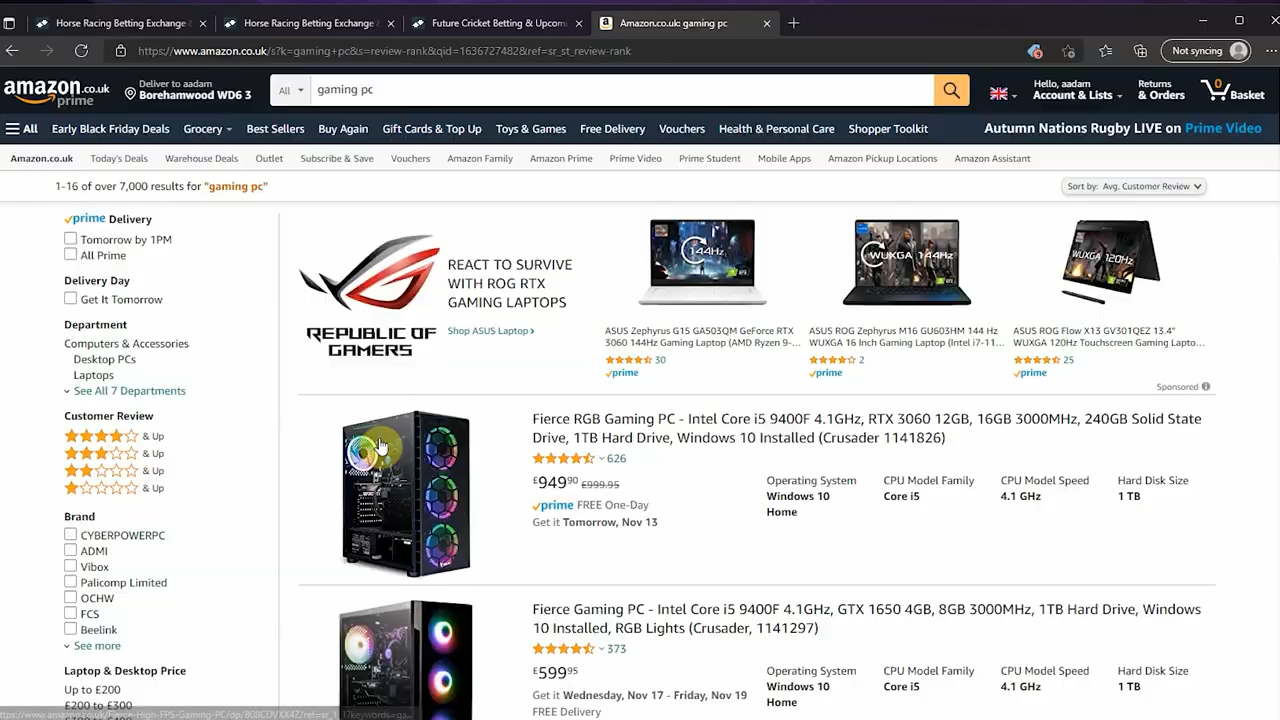 Horse Racing Betting Exchange
Horse Racing Betting Exchange
Future Cricket Betting & Upcom
Amazon.co.uk: gaming pc
https://www.amazon.co.uk/s?k=gaming+pc&s=review-rank&qid=1636727482&ref=sr_st_review-rank
Not syncing
amazon.co.uk
prime
Deliver to aadam
Borehamwood WD6 3
All
gaming pc
Hello, aadam
Account & Lists
Returns
& Orders
0
Basket
All
Early Black Friday Deals
Grocery
Best Sellers
Buy Again
Gift Cards & Top Up
Toys & Games
Free Delivery
Vouchers
Health & Personal Care
Shopper Toolkit
Autumn Nations Rugby LIVE on Prime Video
Amazon.co.uk
Today's Deals
Warehouse Deals
Outlet
Subscribe & Save
Vouchers
Amazon Family
Amazon Prime
Prime Video
Prime Student
Mobile Apps
Amazon Pickup Locations
Amazon Assistant
1-16 of over 7,000 results for "gaming pc"
Sort by: Avg. Customer Review
prime Delivery
Tomorrow by 1PM
All Prime
Delivery Day
Get It Tomorrow
Department
Computers & Accessories
Desktop PCs
Laptops
See All 7 Departments
Customer Review
& Up
& Up
& Up
& Up
Brand
CYBERPOWERPC
ADMI
Vibox
Palicomp Limited
OCHW
FCS
Beelink
See more
Laptop & Desktop Price
Up to £200
£200 to £300
REPUBLIC OF
GAMERS
REACT TO SURVIVE
WITH ROG RTX
GAMING LAPTOPS
Shop ASUS Laptop ›
144Hz
ASUS Zephyrus G15 GA503QM GeForce RTX
3060 144Hz Gaming Laptop (AMD Ryzen 9-...
30
prime
WUXGA 144Hz
ASUS ROG Zephyrus M16 GU603HM 144 Hz
WUXGA 16 Inch Gaming Laptop (Intel i7-11...
2
prime
WUXGA 120Hz
ASUS ROG Flow X13 GV301QEZ 13.4"
WUXGA 120Hz Touchscreen Gaming Lapto...
25
prime
Sponsored
Fierce RGB Gaming PC - Intel Core i5 9400F 4.1GHz, RTX 3060 12GB, 16GB 3000MHz, 240GB Solid State
Drive, 1TB Hard Drive, Windows 10 Installed (Crusader 1141826)
626
£949.90 £999.95
prime FREE One-Day
Get it Tomorrow, Nov 13
Operating System
Windows 10
Home
CPU Model Family
Core i5
CPU Model Speed
4.1 GHz
Hard Disk Size
1 TB
Fierce Gaming PC - Intel Core i5 9400F 4.1GHz, GTX 1650 4GB, 8GB 3000MHz, 1TB Hard Drive, Windows
10 Installed, RGB Lights (Crusader, 1141297)
373
£599.95
Get it Wednesday, Nov 17 - Friday, Nov 19
FREE Delivery
Operating System
Windows 10
Home
CPU Model Family
Core i5
CPU Model Speed
4.1 GHz
Hard Disk Size
1 TB